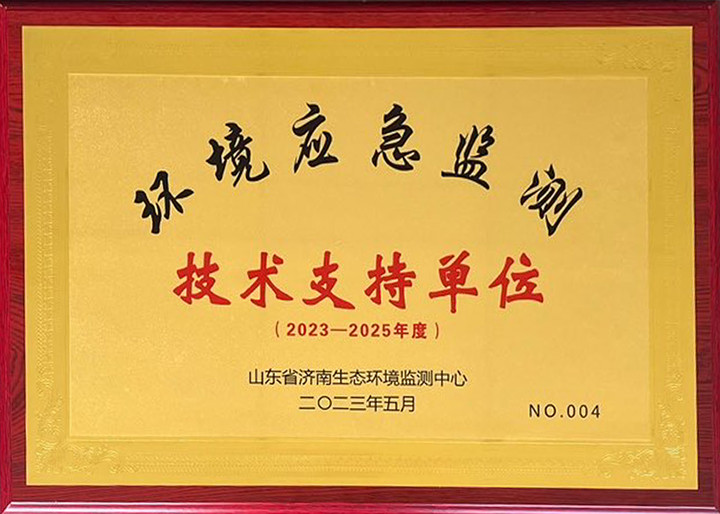 环境应急监测
技术支持单位
（2023—2025年度）
山东省济南生态环境监测中心
二〇二三年五月
NO.004